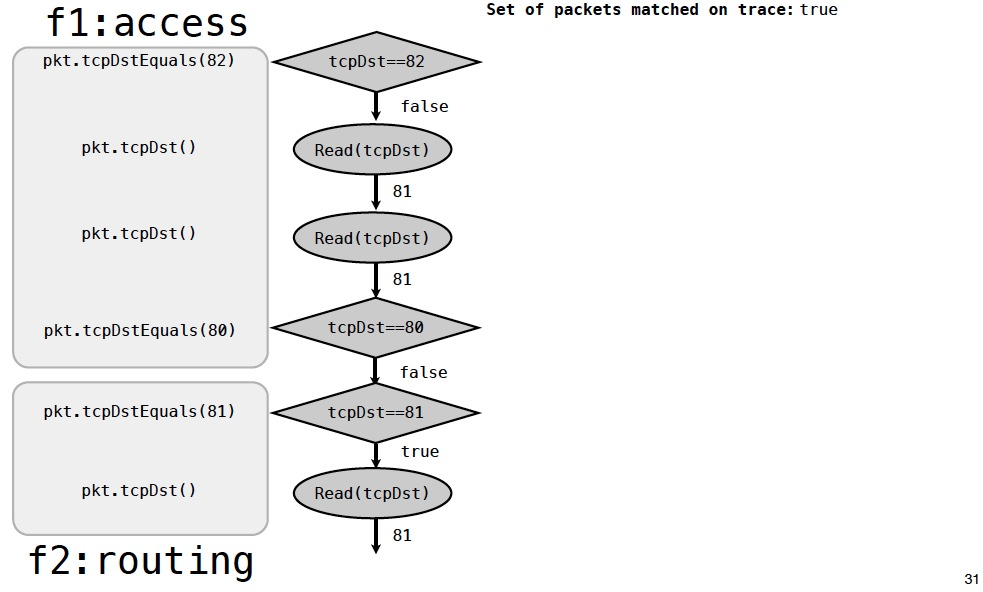 f1:access
Set of packets matched on trace: true
pkt.tcpDstEquals(82)
tcpDst==82
false
pkt.tcpDst()
Read(tcpDst)
81
pkt.tcpDst()
Read(tcpDst)
81
pkt.tcpDstEquals(80)
tcpDst==80
false
pkt.tcpDstEquals(81)
tcpDst==81
true
pkt.tcpDst()
Read(tcpDst)
81
f2:routing
31